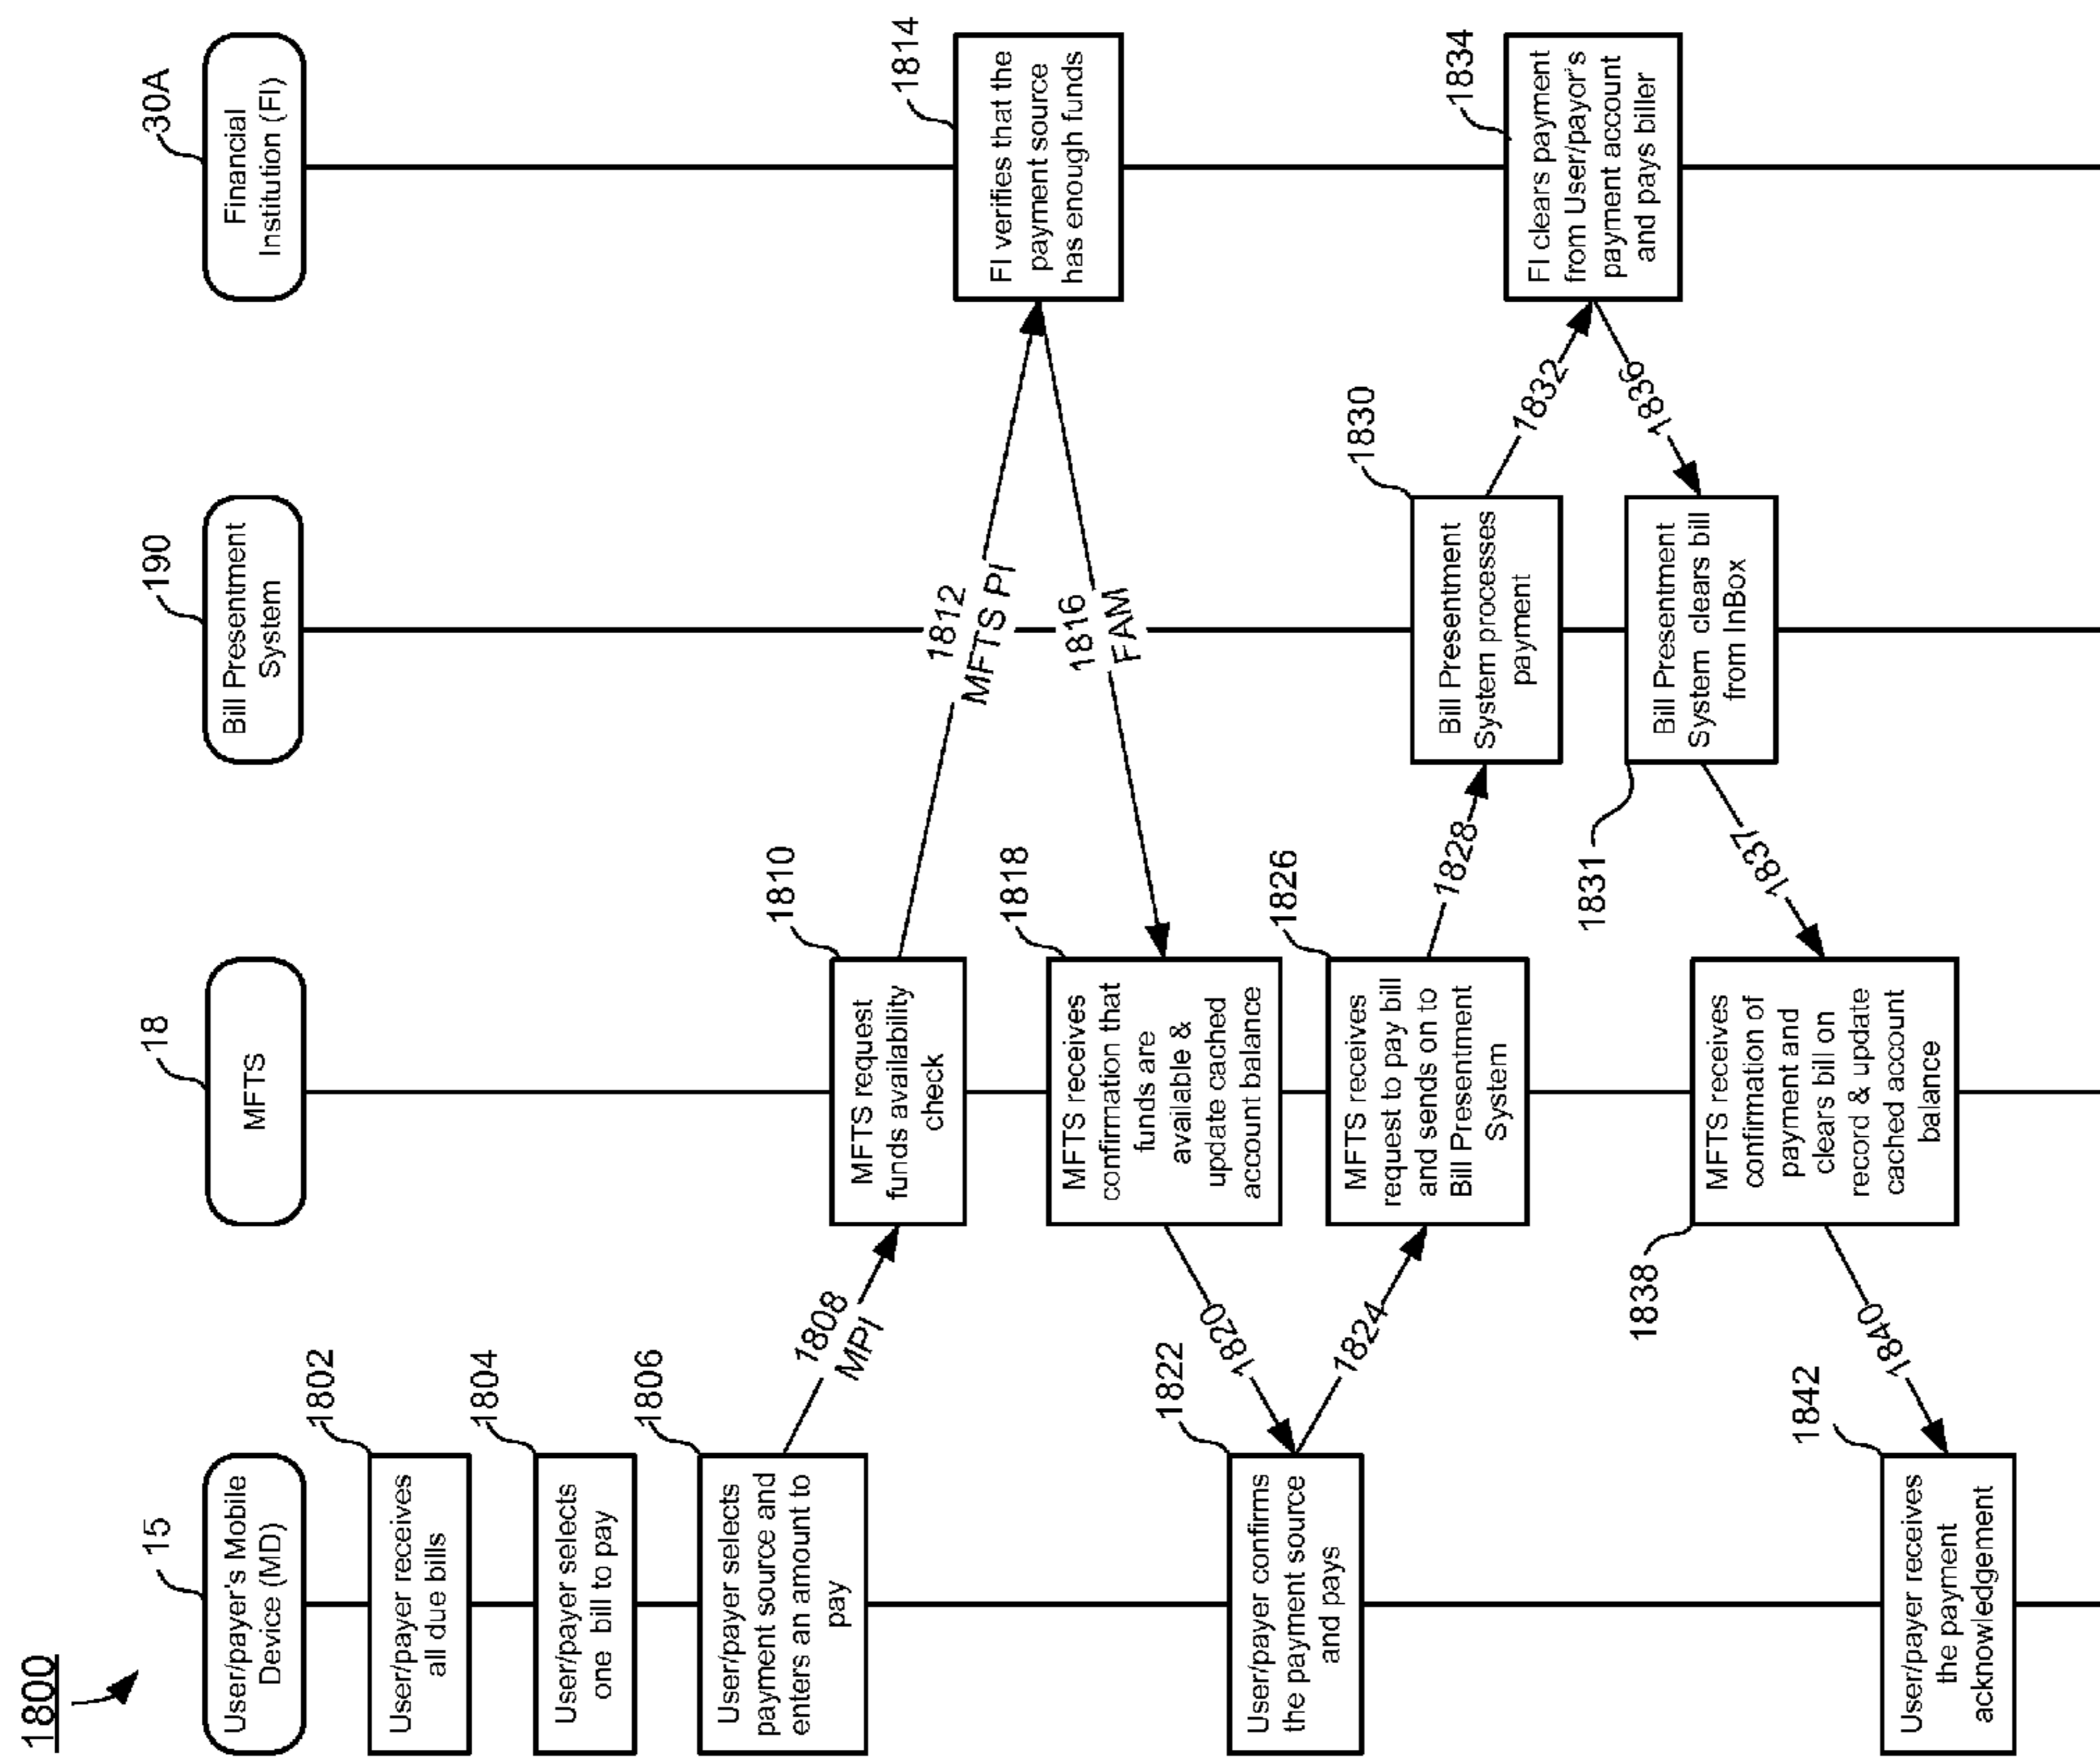 1800
15
User/payer's Mobile
Device (MD)
18
MFTS
190
Bill Presentment
System
30A
Financial
Institution (FI)
1802
User/payer receives
all due bills
1804
User/payer selects
one bill to pay
1806
User/payer selects
payment source and
enters an amount to
pay
1808
MPI
1810
MFTS request
funds availability
check
1812
MFTS PI
1814
FI verifies that the
payment source
has enough funds
1816
FAM
1818
MFTS receives
confirmation that
funds are
available &
update cached
account balance
1820
1822
User/payer confirms
the payment source
and pays
1824
1826
MFTS receives
request to pay bill
and sends on to
Bill Presentment
System
1828
1830
Bill Presentment
System processes
payment
1832
1834
FI clears payment
from User/payor's
payment account
and pays biller
1836
1831
Bill Presentment
System clears bill
from InBox
1837
1838
MFTS receives
confirmation of
payment and
clears bill on
record & update
cached account
balance
1840
1842
User/payer receives
the payment
acknowledgement